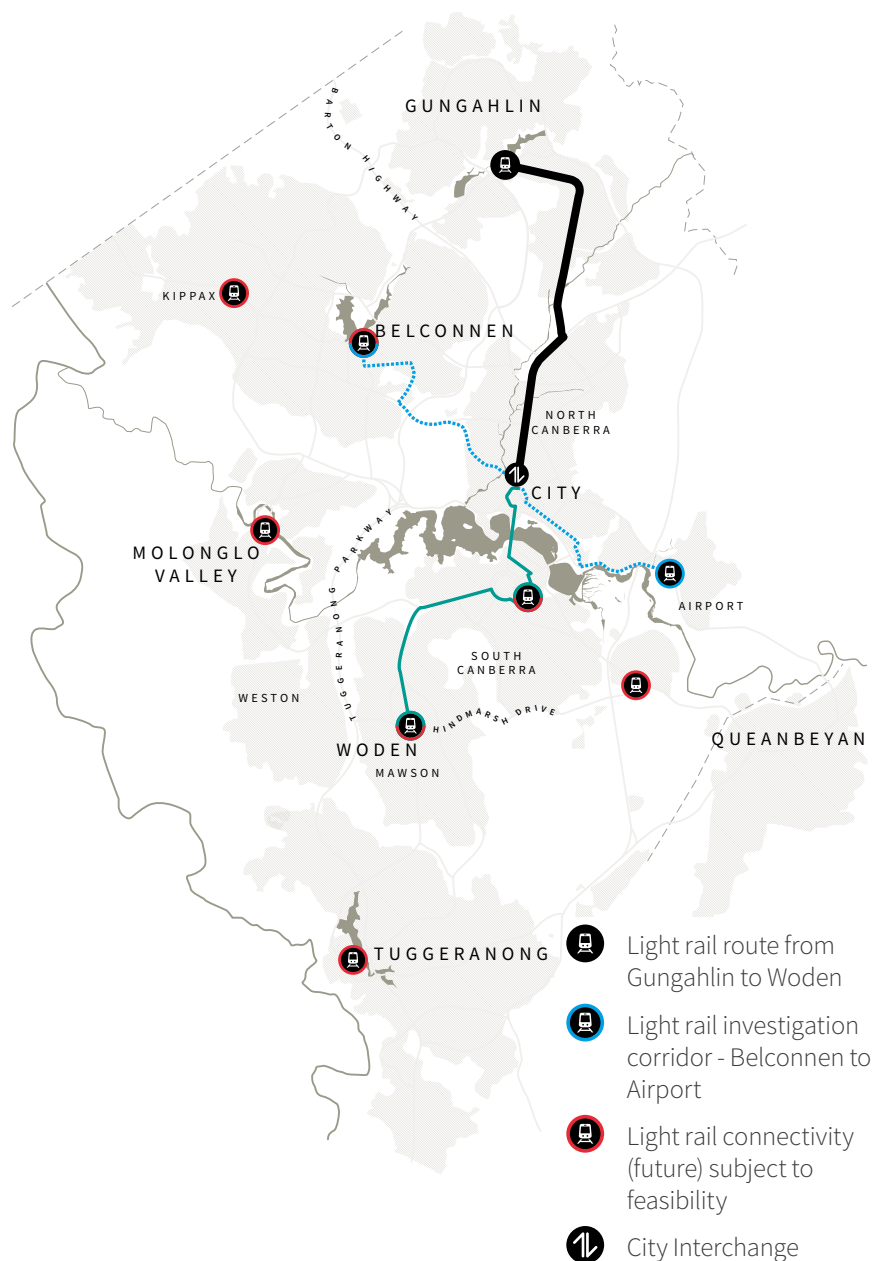 GUNGAHLIN
BARTON HIGHWAY
KIPPAX
BELCONNEN
NORTH
CANBERRA
CITY
MOLONGLO
VALLEY
TUGGERANONG PARKWAY
AIRPORT
SOUTH
CANBERRA
WESTON
HINDMARSH DRIVE
WODEN
MAWSON
QUEANBEYAN
TUGGERANONG
Light rail route from
Gungahlin to Woden
Light rail investigation
corridor - Belconnen to
Airport
Light rail connectivity
(future) subject to
feasibility
City Interchange